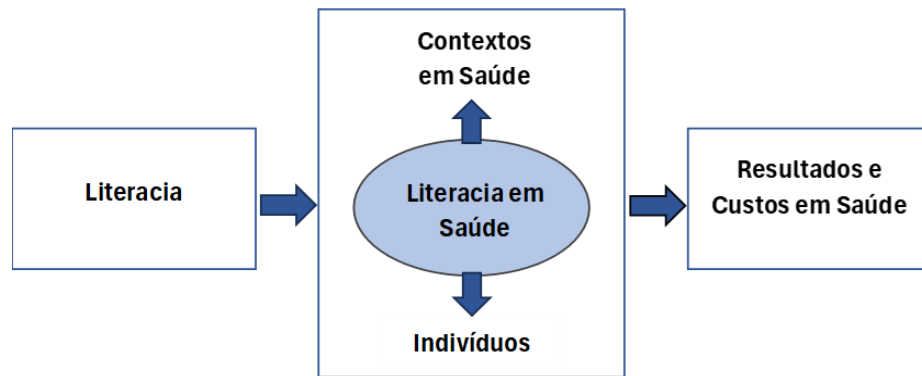 Contextos
em Saúde
Literacia
Literacia em
Saúde
Resultados e
Custos em Saúde
Indivíduos